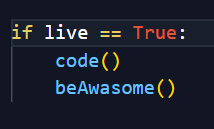 if live == True:
    code()
    beAwasome()